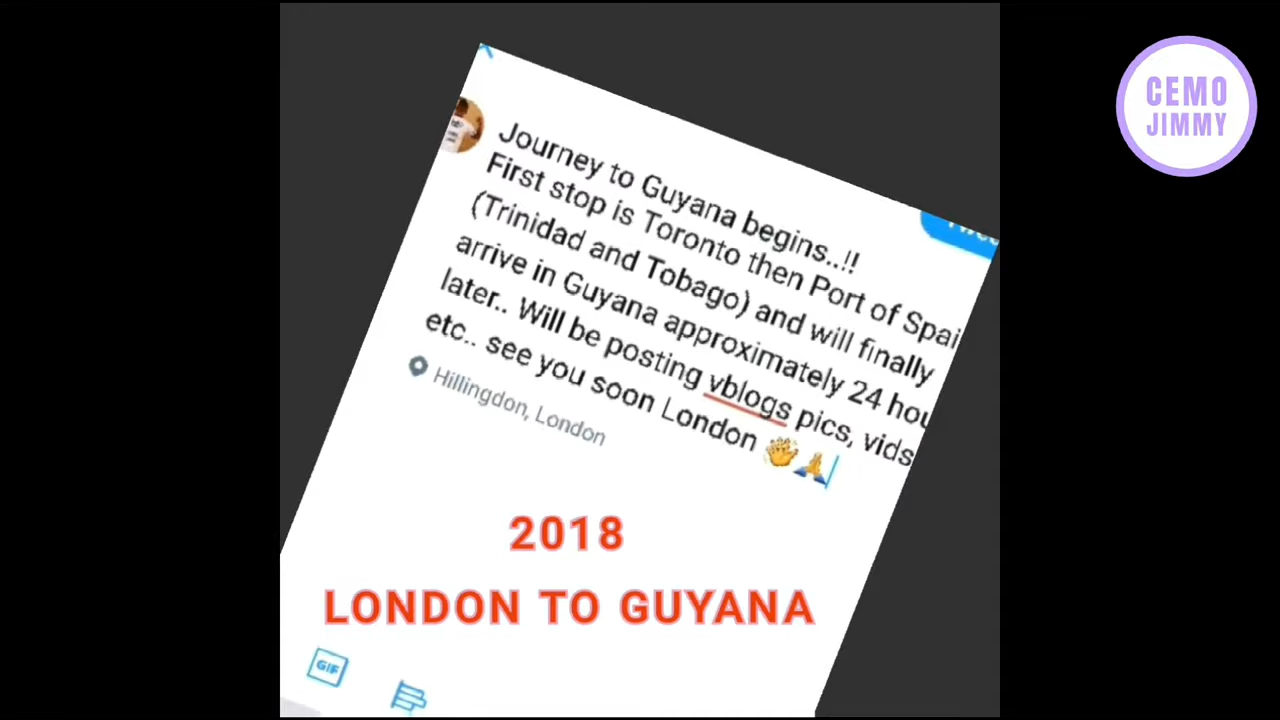 CEMO
JIMMY
Journey to Guyana begins..!!
First stop is Toronto then Port of
(Trinidad and Tobago) and will finally
arrive in Guyana approximately 24
later.. Will be posting vblogs pics, vids
etc.. see you soon London 👋🙏
Hillingdon, London
2018
LONDON TO GUYANA
GIF